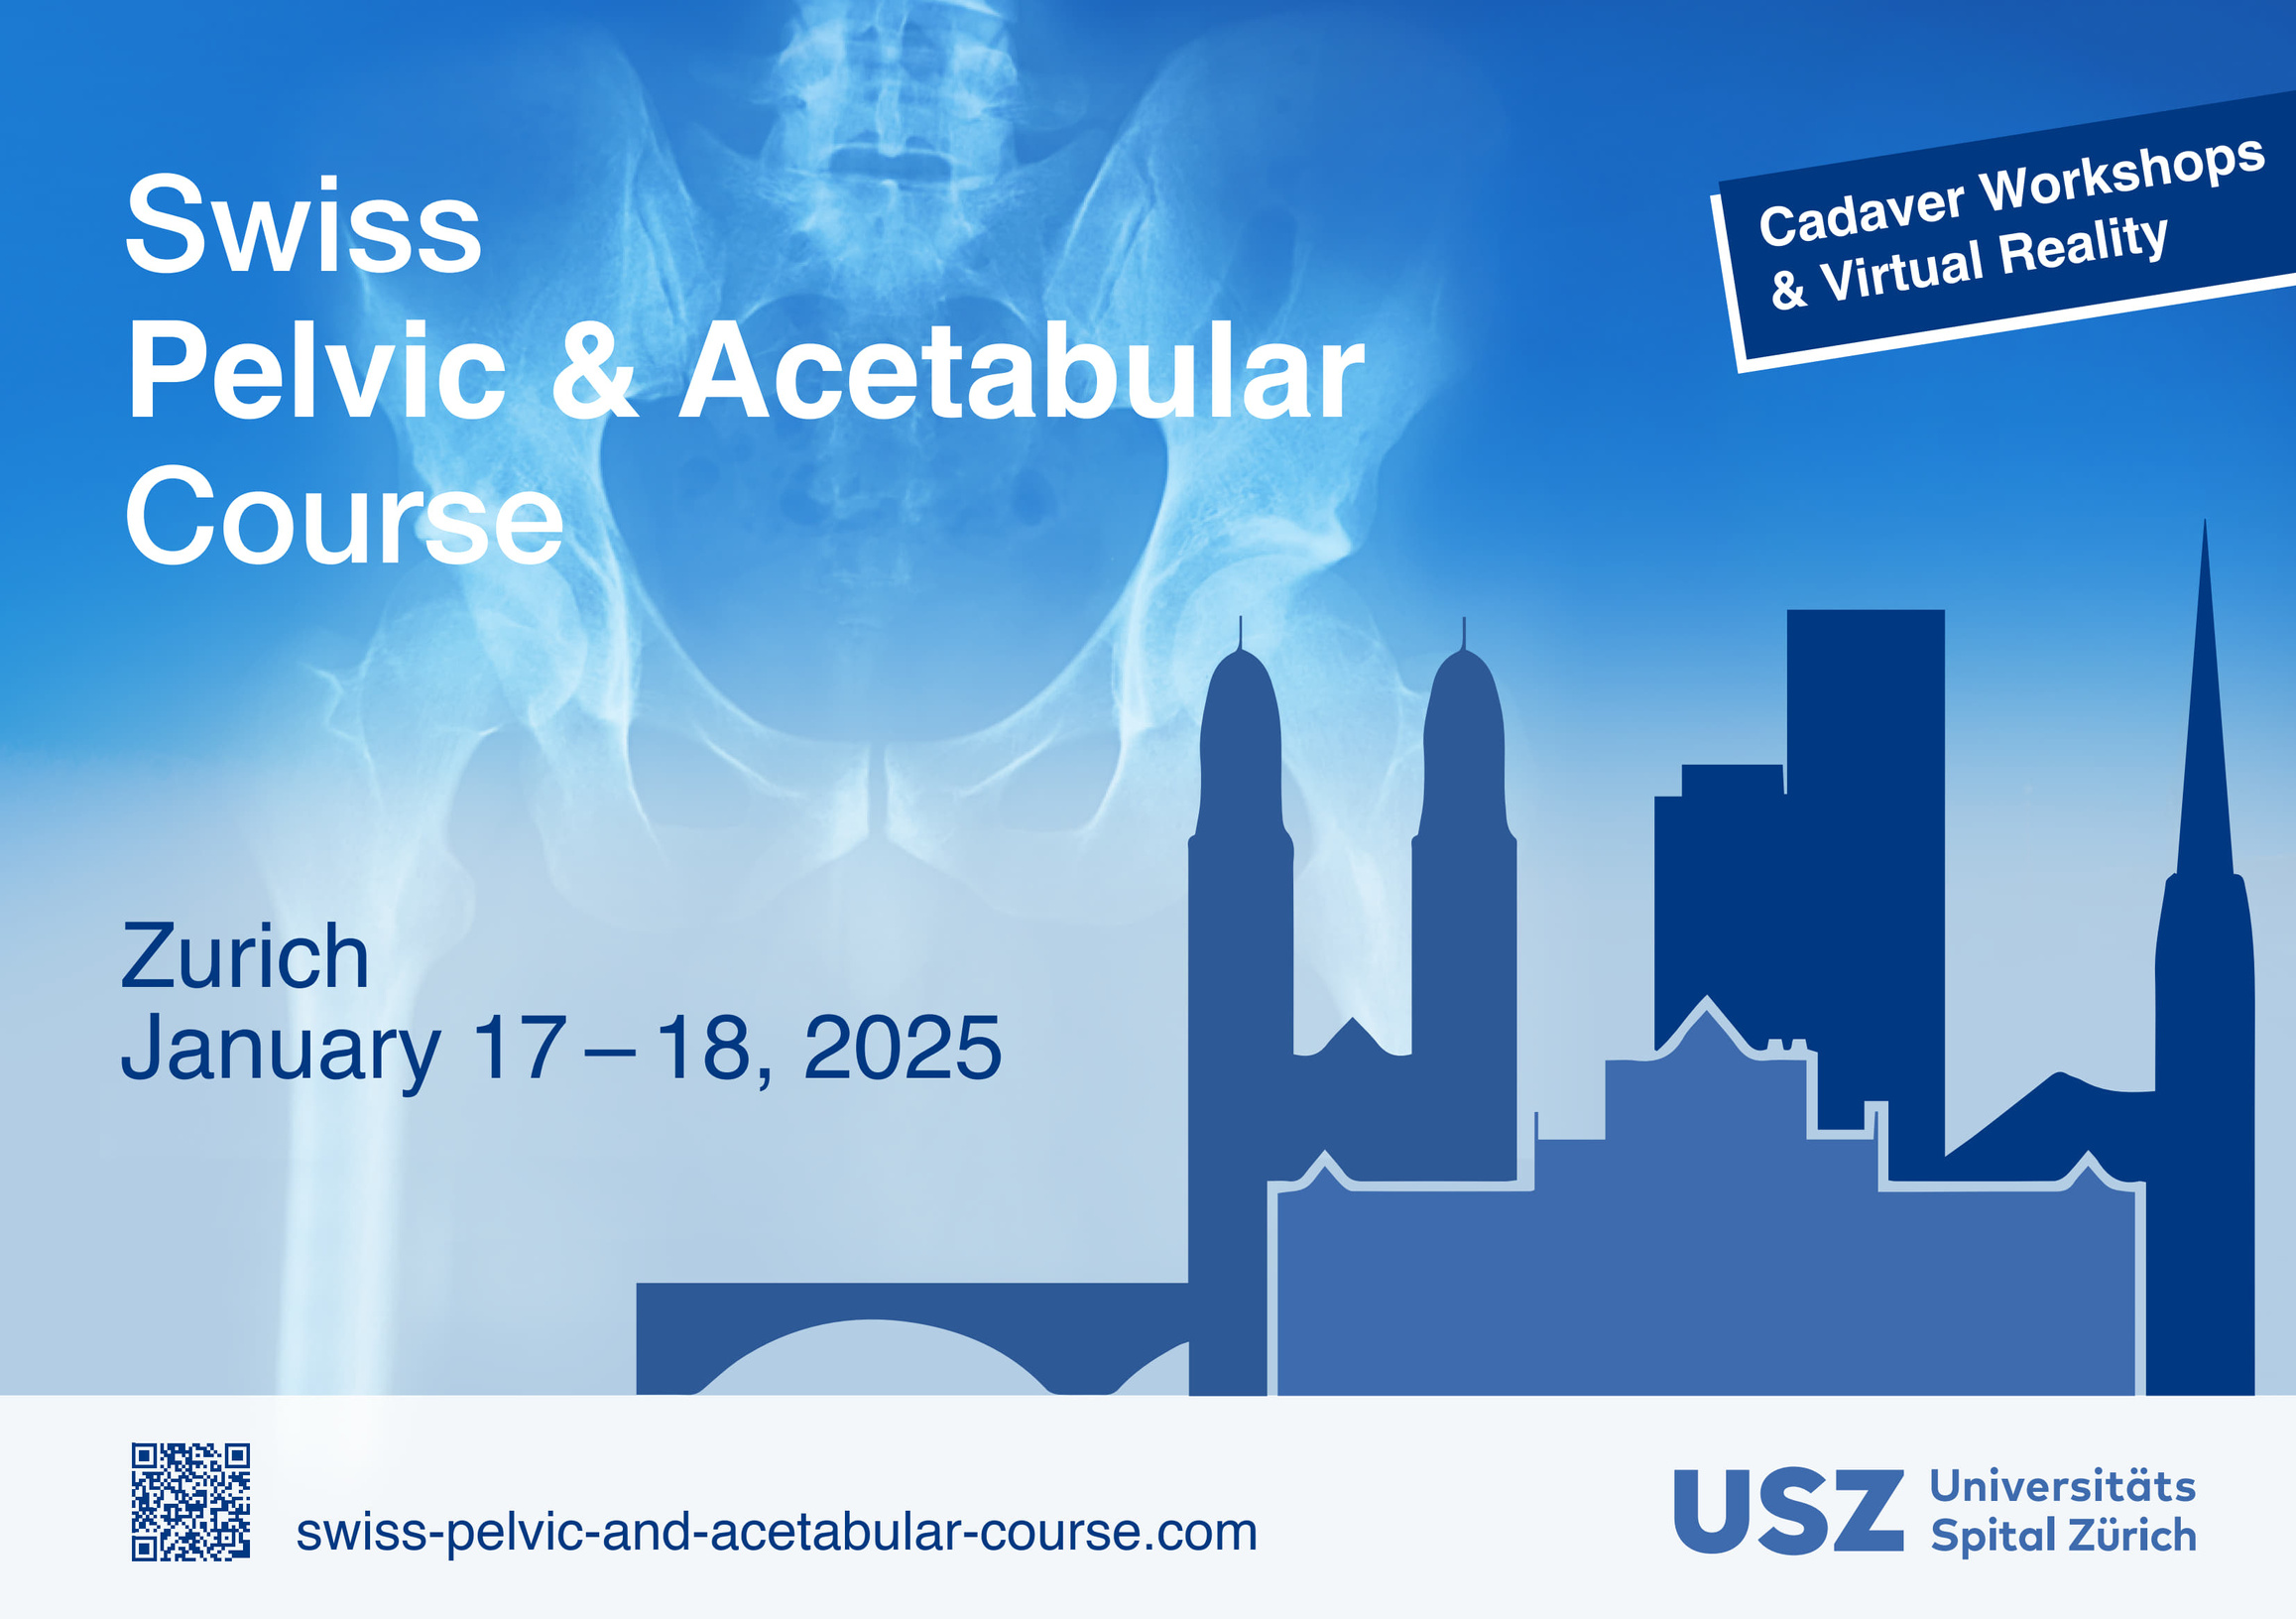 Swiss
Pelvic & Acetabular
Course
Cadaver Workshops
& Virtual Reality
Zurich
January 17 – 18, 2025
swiss-pelvic-and-acetabular-course.com
USZ Universitäts
Spital Zürich